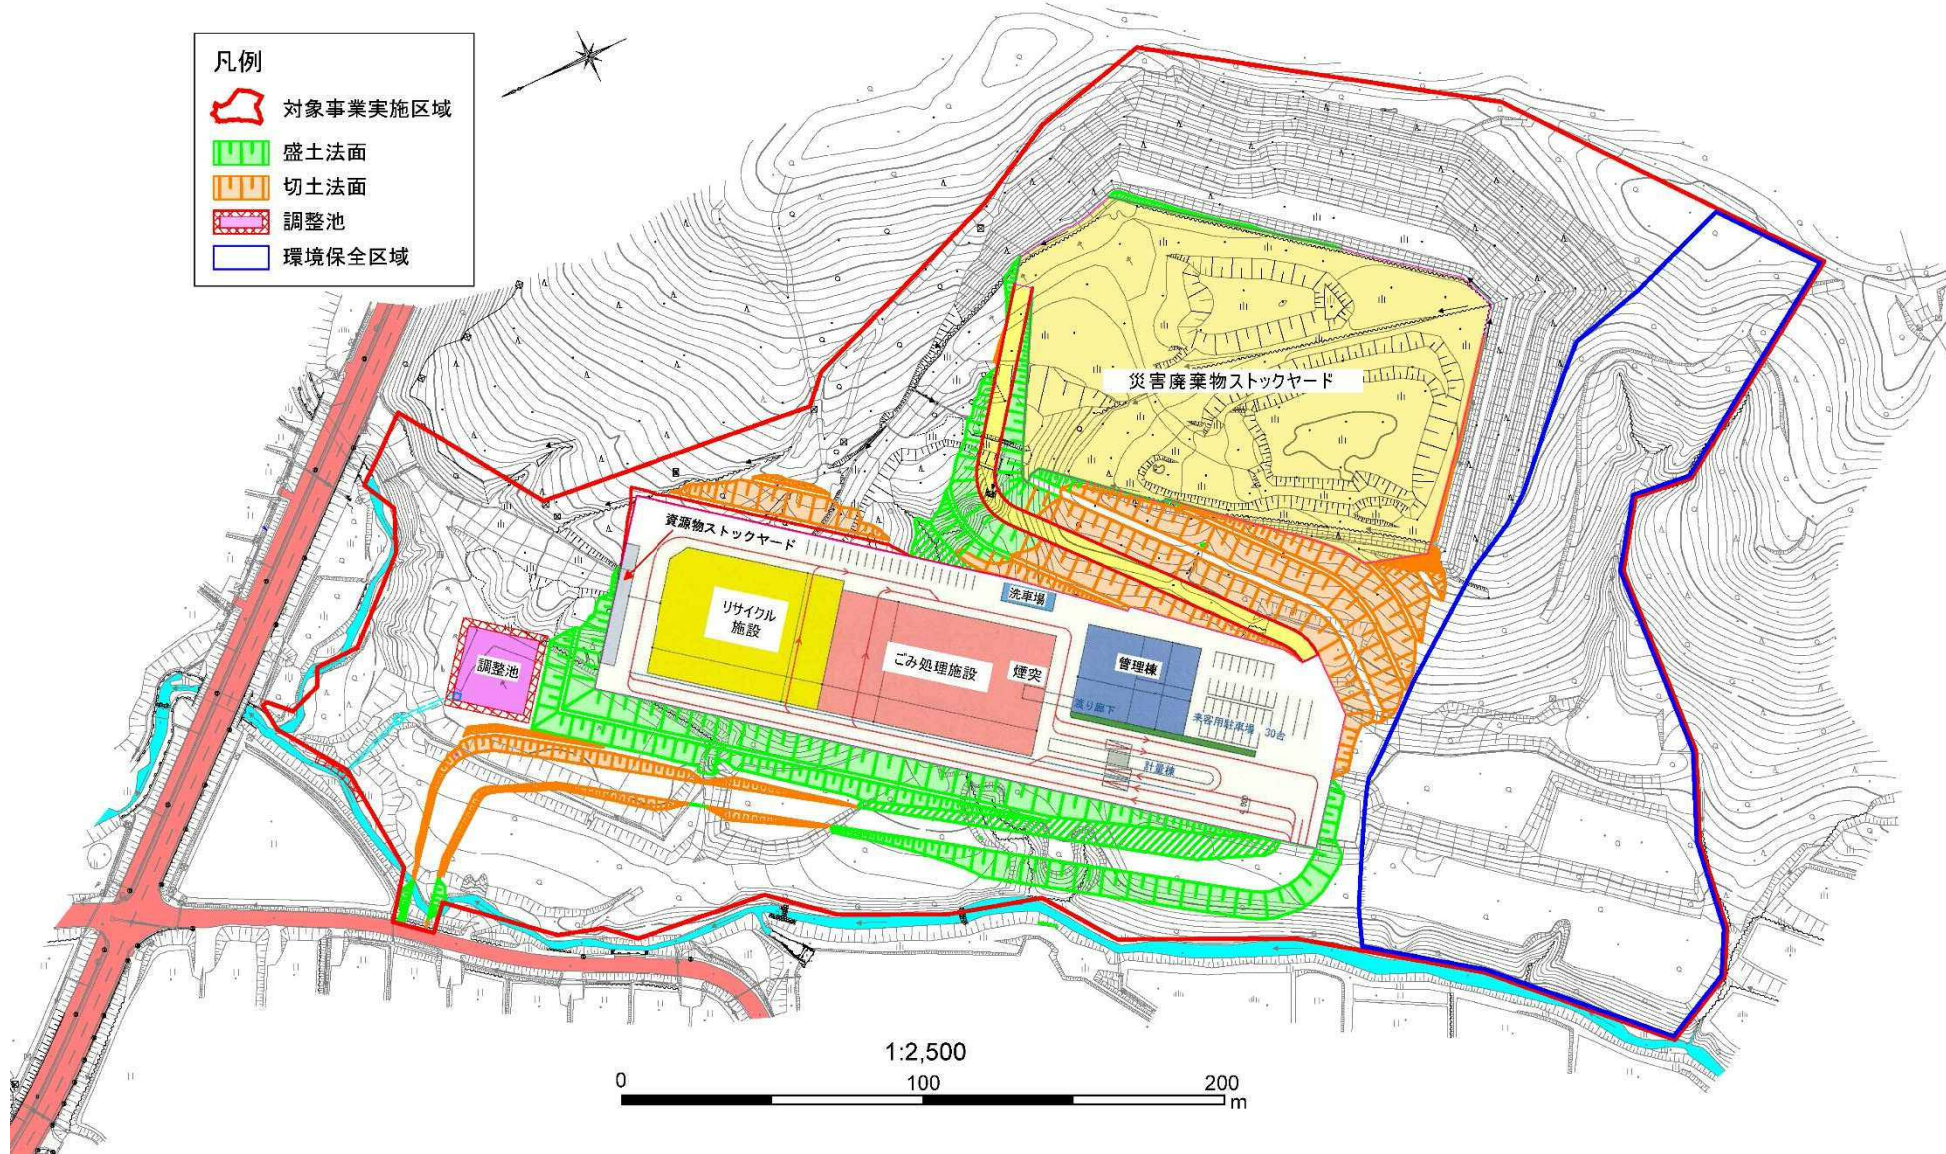 凡例
対象事業実施区域
盛土法面
切土法面
調整池
環境保全区域
災害廃棄物ストックヤード
資源物ストックヤード
リサイクル
施設
洗車場
ごみ処理施設
煙突
管理棟
調整池
渡り廊下
来客用駐車場 30台
計量棟
1:2,500
0
100
200
m